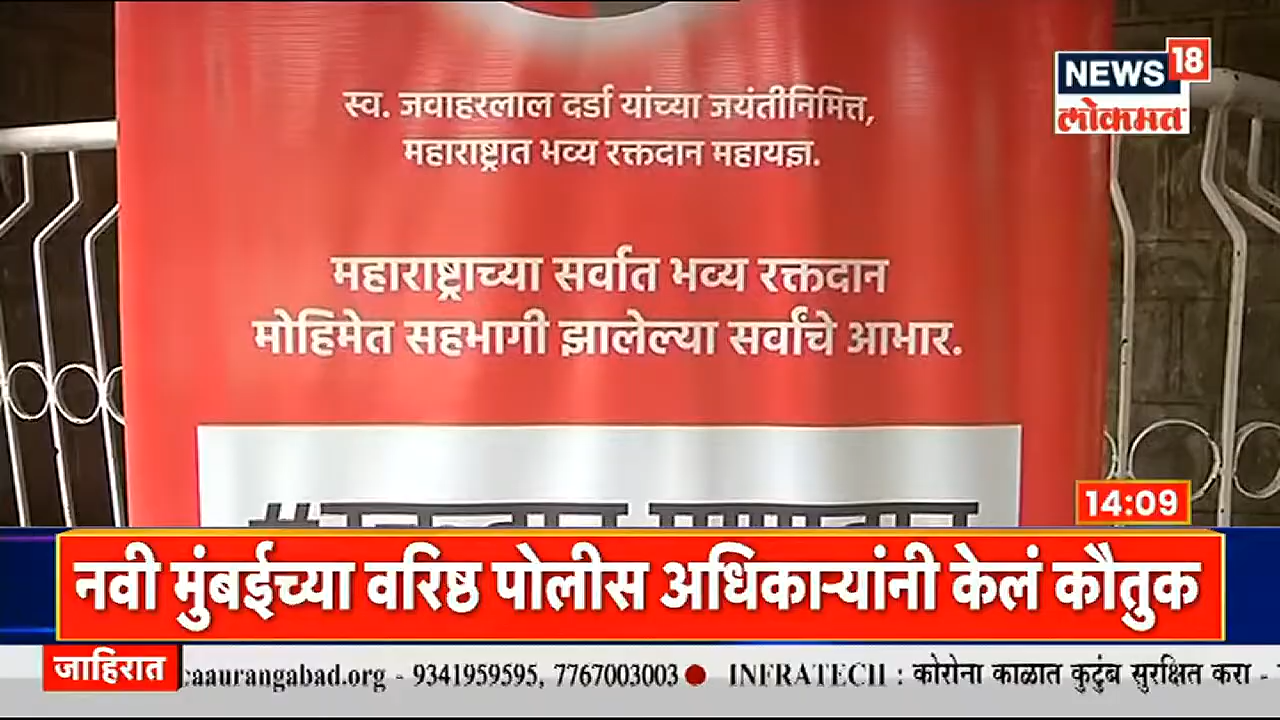 स्व. जवाहरलाल दर्डा यांच्या जयंतीनिमित्त,
महाराष्ट्रात भव्य रक्तदान महायज्ञ.
NEWS 18
लोकमत
महाराष्ट्राच्या सर्वात भव्य रक्तदान
मोहिमेत सहभागी झालेल्या सर्वांचे आभार.
14:09
नवी मुंबईच्या वरिष्ठ पोलीस अधिकाऱ्यांनी केलं कौतुक
जाहिरात caaurangabad.org - 9341959595, 7767003003 ● INFRATECH : कोरोना काळात कुटुंब सुरक्षित करा -